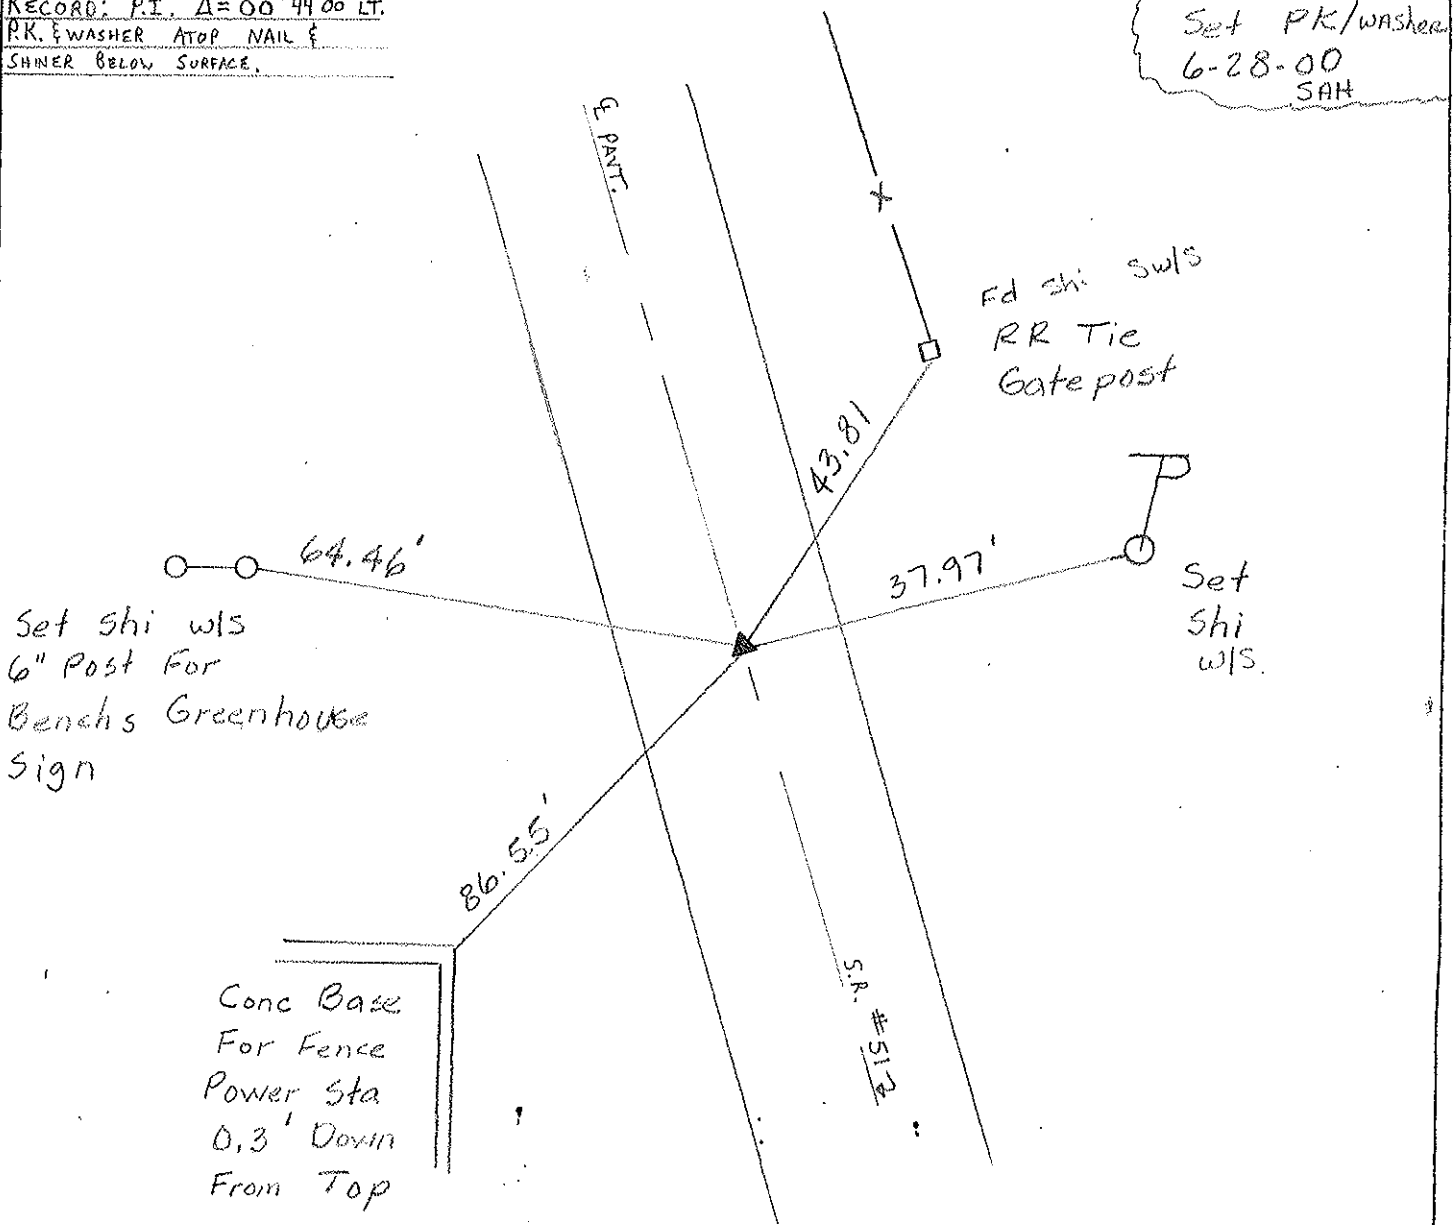 RECORD: P.I. Δ=00 44 00 LT.
P.K. & WASHER ATOP NAIL &
SHINER BELOW SURFACE.
Set PK/washer
6-28-00
SAH
℄ PAVT.
Fd shi sw/s
RR Tie
Gatepost
43.81
64.46'
37.97'
Set
Shi
w/s.
Set shi w/s
6" Post For
Benchs Greenhouse
Sign
86.55'
S.R. #512
Conc Base
For Fence
Power Sta
0.3' Down
From Top